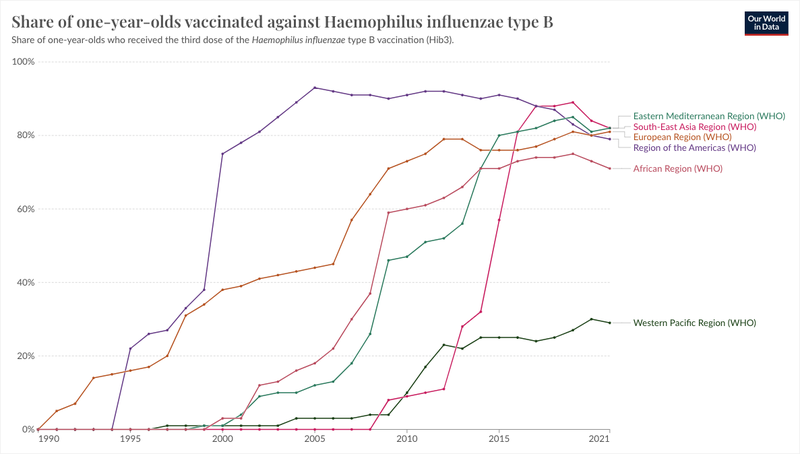 Share of one-year-olds vaccinated against Haemophilus influenzae type B
Our World
in Data
Share of one-year-olds who received the third dose of the Haemophilus influenzae type B vaccination (Hib3).
100%
80%
60%
40%
20%
0%
Eastern Mediterranean Region (WHO)
South-East Asia Region (WHO)
European Region (WHO)
Region of the Americas (WHO)
African Region (WHO)
Western Pacific Region (WHO)
1990 1995 2000 2005 2010 2015 2021